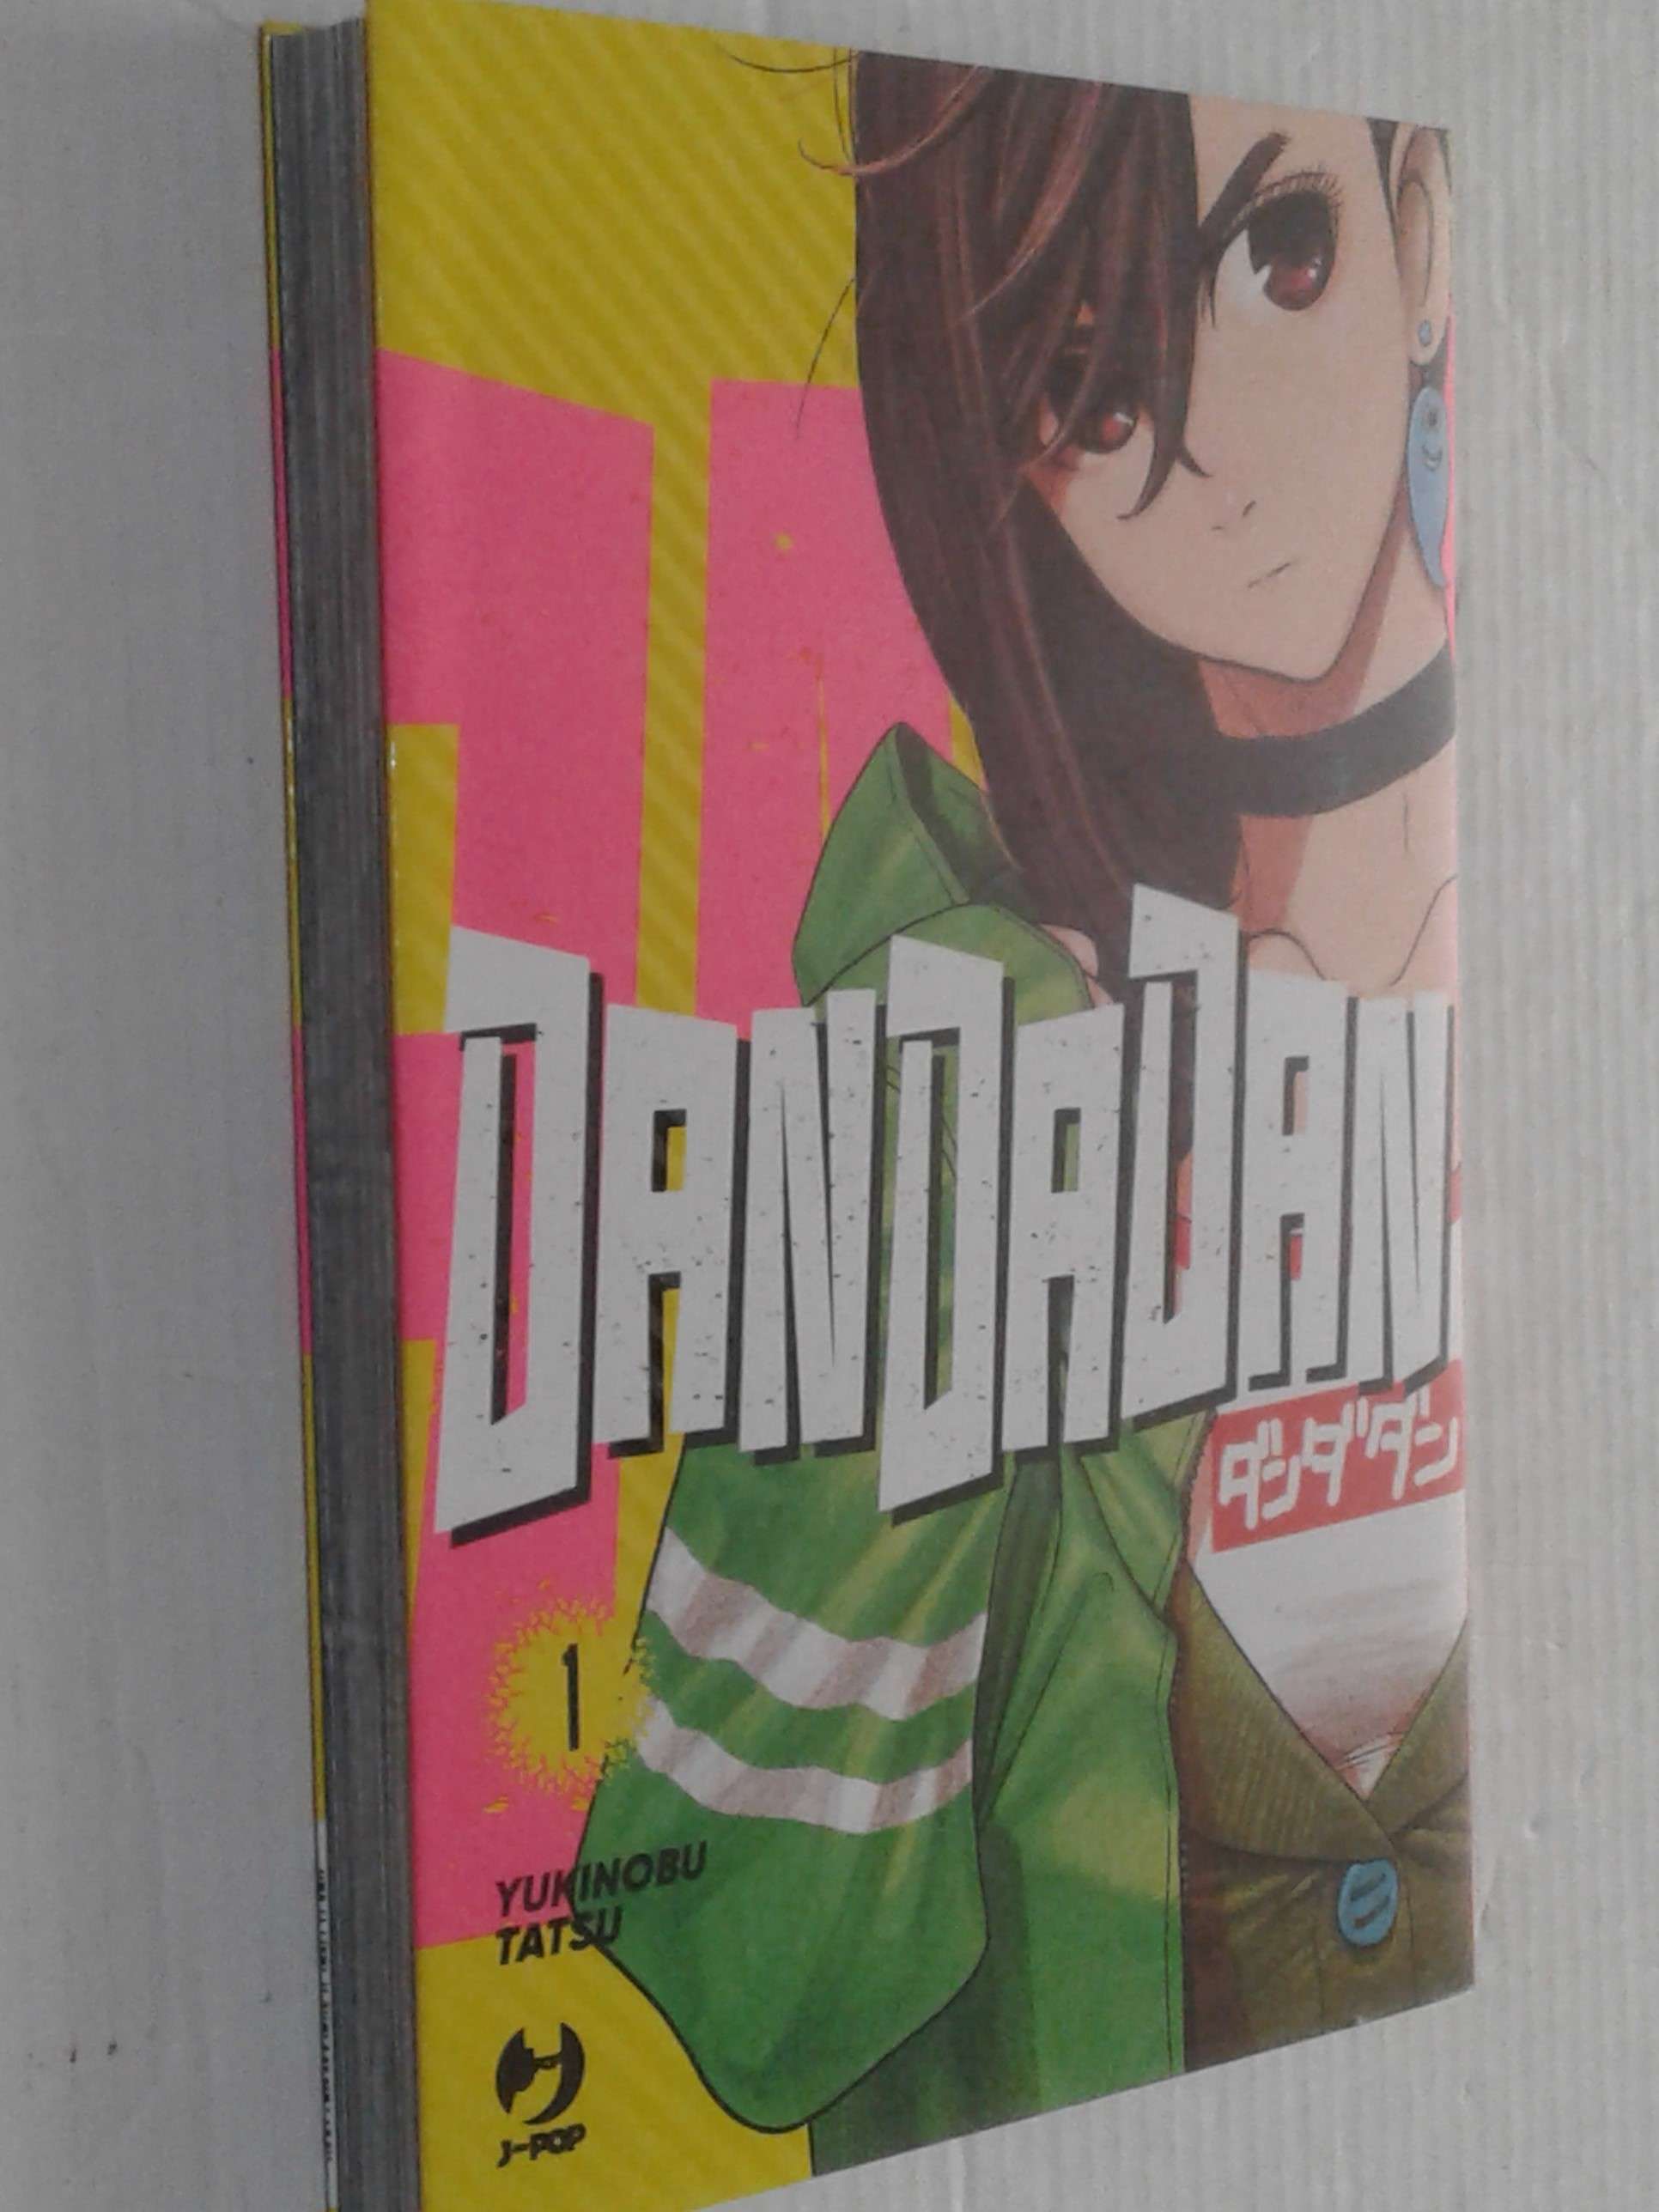 DANDADAN
ダンダダン
1
YUKINOBU
TATSU
J-POP